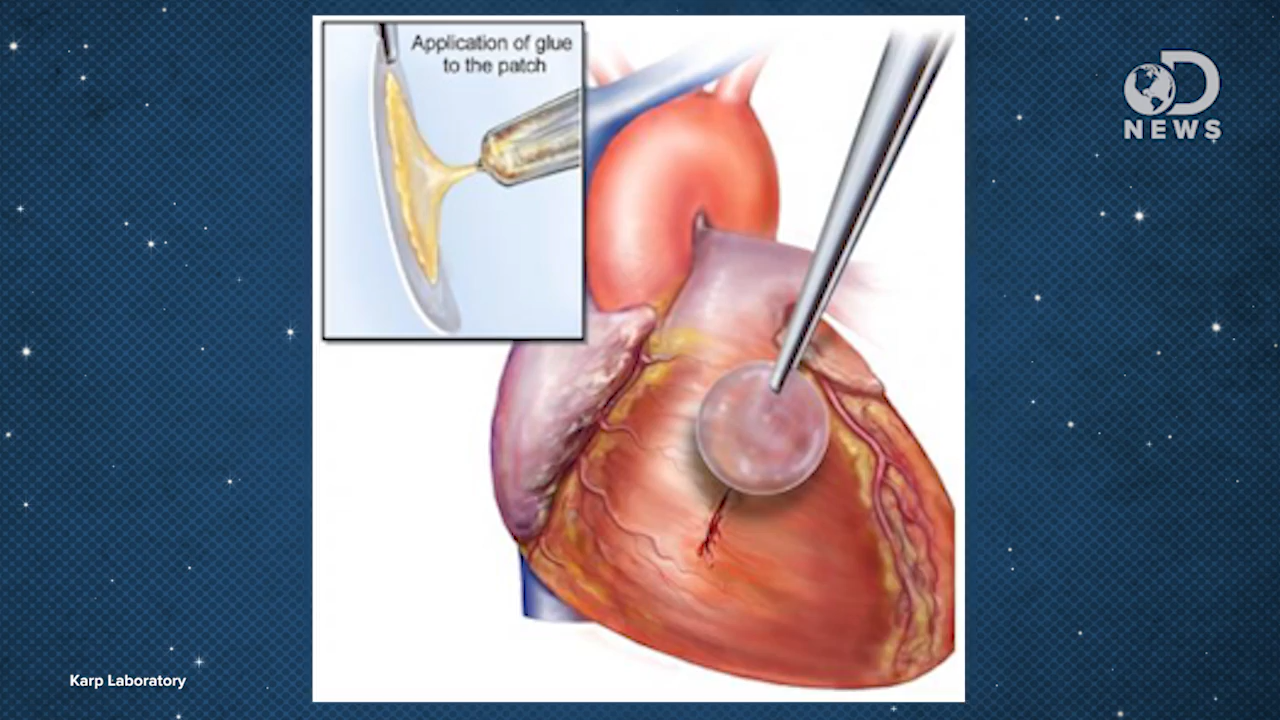 Application of glue
to the patch
D
NEWS
Karp Laboratory